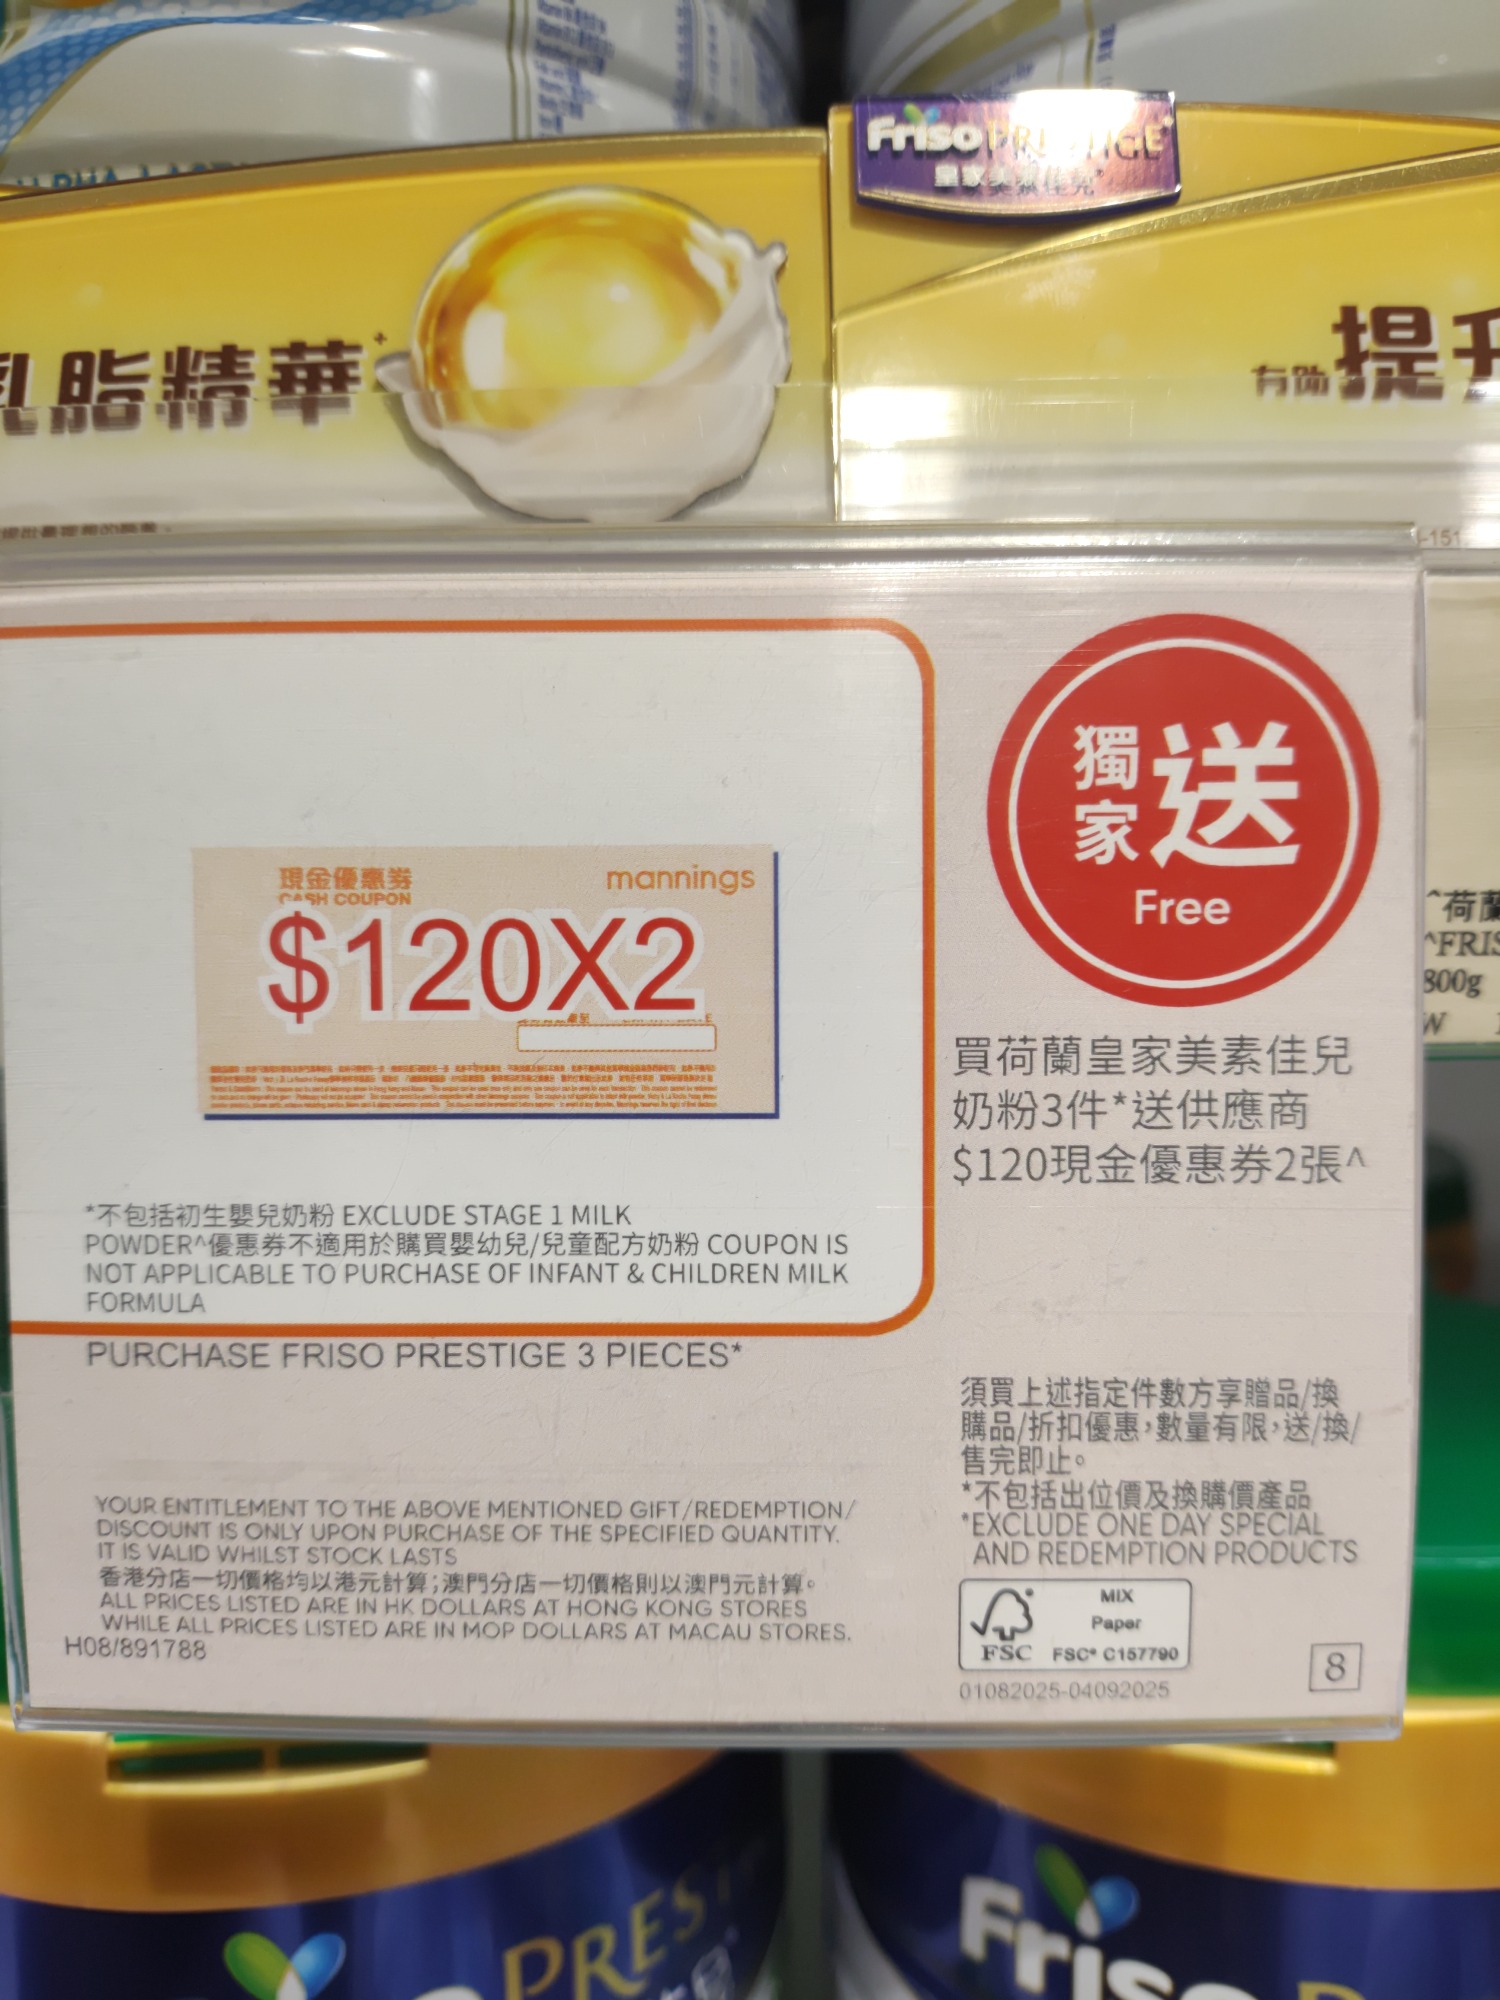 Friso PRESTIGE
皇家美素佳兒
乳脂精華+
有助提升
獨家送
Free
現金優惠券
mannings
CASH COUPON
$120X2
買荷蘭皇家美素佳兒
奶粉3件*送供應商
$120現金優惠券2張^
*不包括初生嬰兒奶粉 EXCLUDE STAGE 1 MILK
POWDER^優惠券不適用於購買嬰幼兒/兒童配方奶粉 COUPON IS
NOT APPLICABLE TO PURCHASE OF INFANT & CHILDREN MILK
FORMULA
PURCHASE FRISO PRESTIGE 3 PIECES*
須買上述指定件數方享贈品/換
購品/折扣優惠,數量有限,送/換/
售完即止。
*不包括出位價及換購價產品
*EXCLUDE ONE DAY SPECIAL
AND REDEMPTION PRODUCTS
YOUR ENTITLEMENT TO THE ABOVE MENTIONED GIFT/REDEMPTION/
DISCOUNT IS ONLY UPON PURCHASE OF THE SPECIFIED QUANTITY.
IT IS VALID WHILST STOCK LASTS
香港分店一切價格均以港元計算;澳門分店一切價格則以澳門元計算。
ALL PRICES LISTED ARE IN HK DOLLARS AT HONG KONG STORES
WHILE ALL PRICES LISTED ARE IN MOP DOLLARS AT MACAU STORES.
H08/891788
FSC
MIX
Paper
FSC® C157790
01082025-04092025
8
^荷蘭
^FRIS
800g
W
-151
PREST
Friso